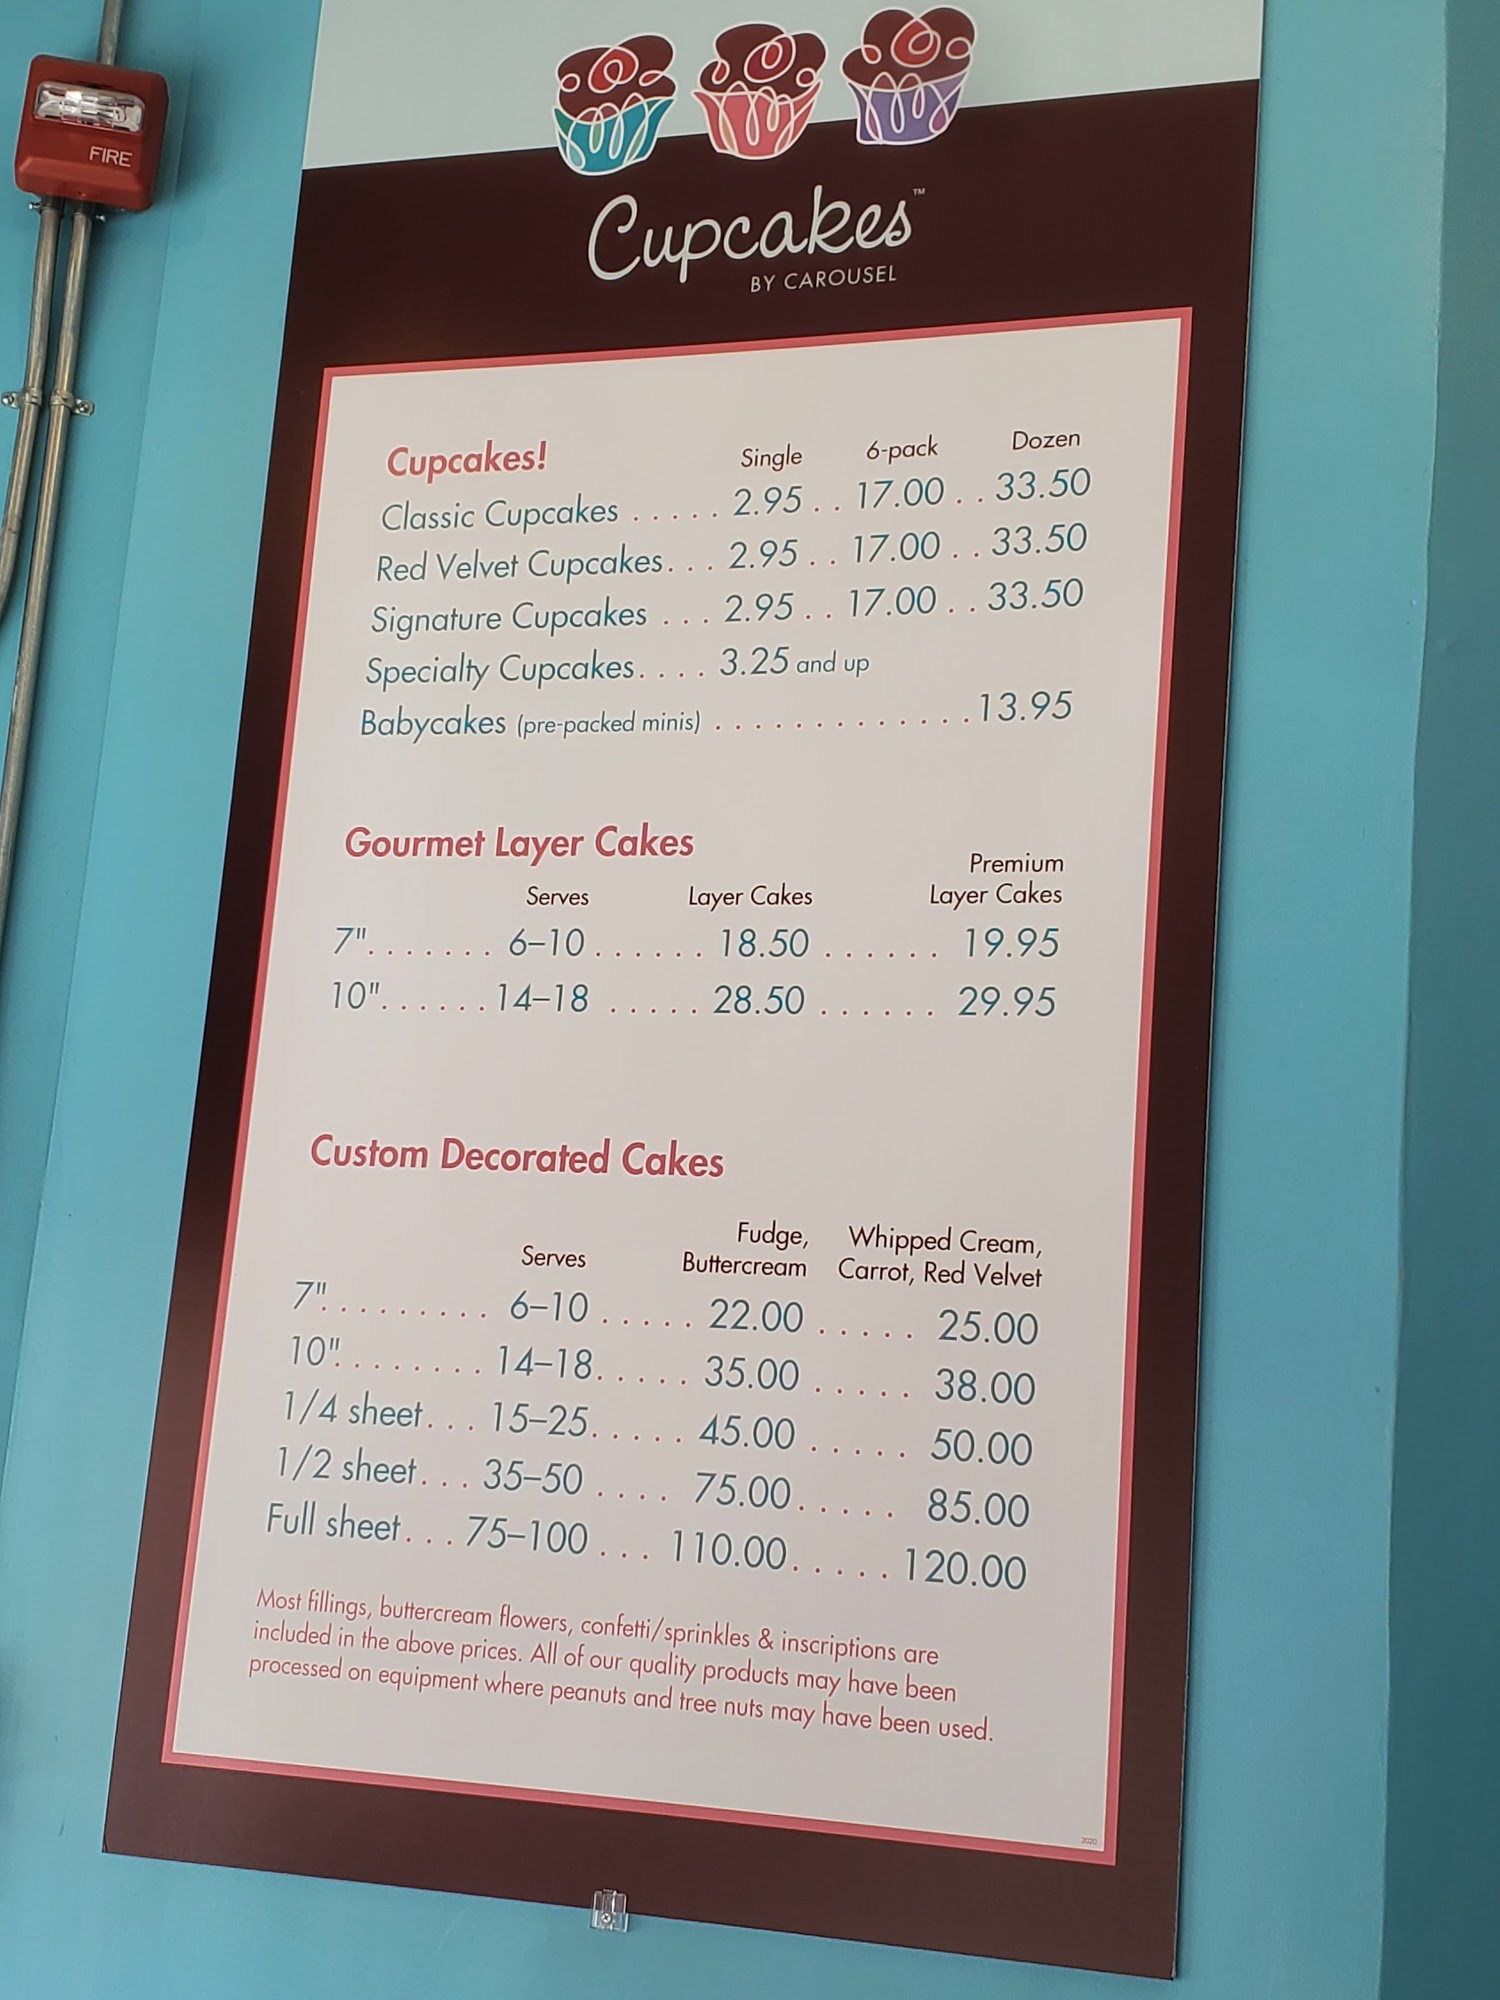 FIRE
Cupcakes™
BY CAROUSEL
Cupcakes! Single 6-pack Dozen
Classic Cupcakes . . . . . 2.95 . . 17.00 . . 33.50
Red Velvet Cupcakes. . . 2.95 . . 17.00 . . 33.50
Signature Cupcakes . . . 2.95 . . 17.00 . . 33.50
Specialty Cupcakes. . . . 3.25 and up
Babycakes (pre-packed minis) . . . . . . . . . . . . . 13.95
Gourmet Layer Cakes
Premium
Serves Layer Cakes Layer Cakes
7". . . . . . . 6–10 . . . . . . 18.50 . . . . . . 19.95
10". . . . . . 14–18 . . . . . 28.50 . . . . . . 29.95
Custom Decorated Cakes
Fudge, Whipped Cream,
Serves Buttercream Carrot, Red Velvet
7". . . . . . . . . 6–10 . . . . . 22.00 . . . . . 25.00
10". . . . . . . . 14–18. . . . . 35.00 . . . . . 38.00
1/4 sheet. . . 15–25. . . . . 45.00 . . . . . 50.00
1/2 sheet. . . 35–50 . . . . 75.00. . . . . 85.00
Full sheet. . . 75–100 . . . 110.00. . . . . 120.00
Most fillings, buttercream flowers, confetti/sprinkles & inscriptions are
included in the above prices. All of our quality products may have been
processed on equipment where peanuts and tree nuts may have been used.
2020